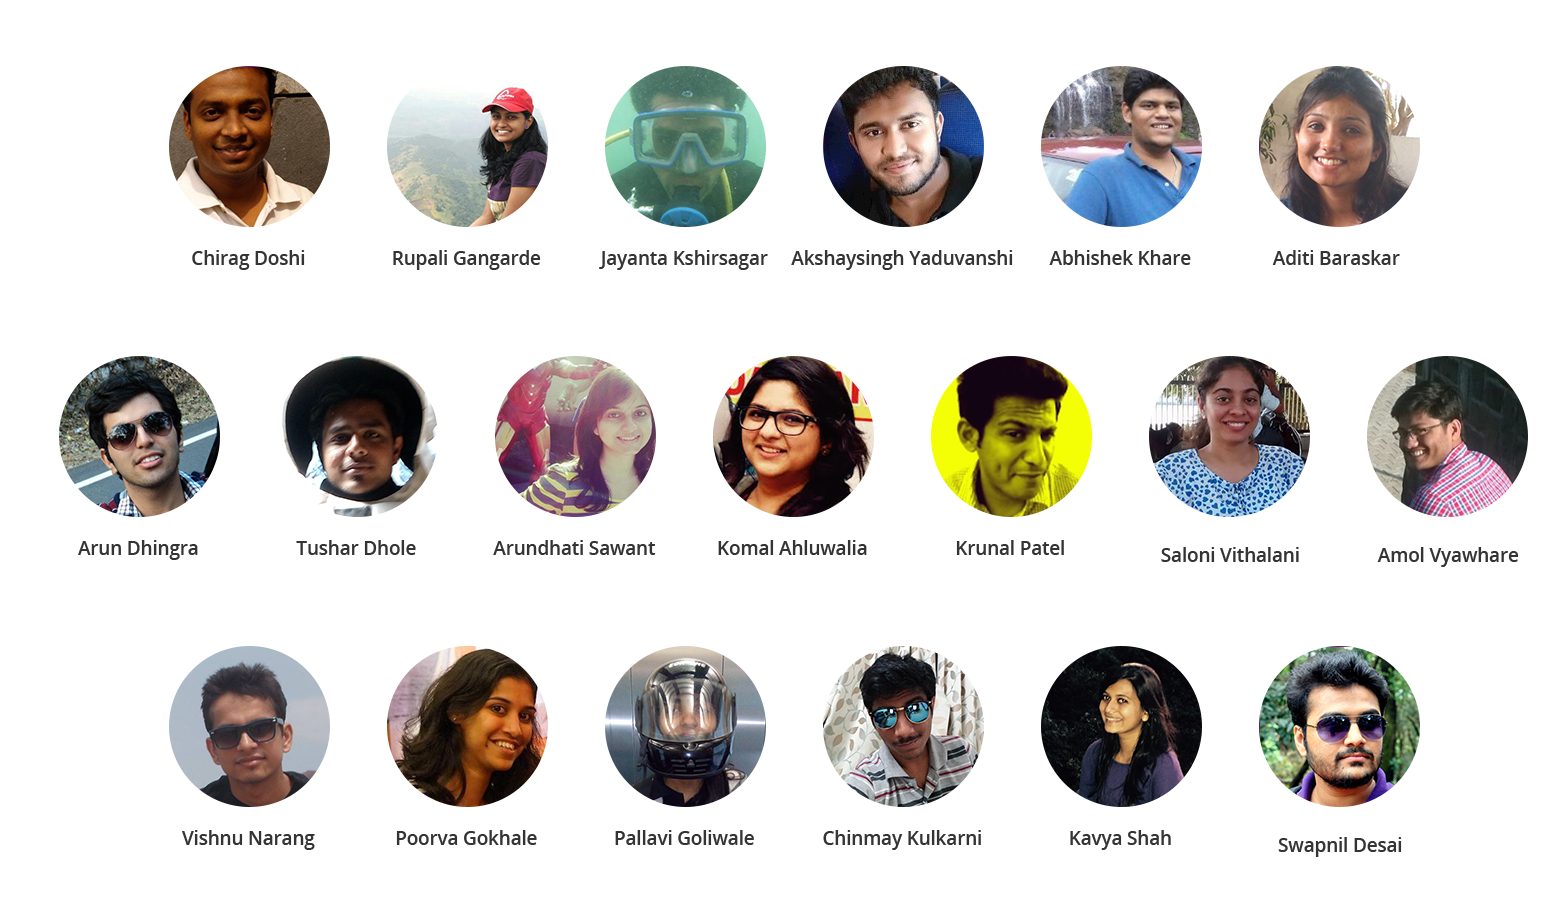 Chirag Doshi
Rupali Gangarde
Jayanta Kshirsagar
Akshaysingh Yaduvanshi
Abhishek Khare
Aditi Baraskar
Arun Dhingra
Tushar Dhole
Arundhati Sawant
Komal Ahluwalia
Krunal Patel
Saloni Vithalani
Amol Vyawhare
Vishnu Narang
Poorva Gokhale
Pallavi Goliwale
Chinmay Kulkarni
Kavya Shah
Swapnil Desai